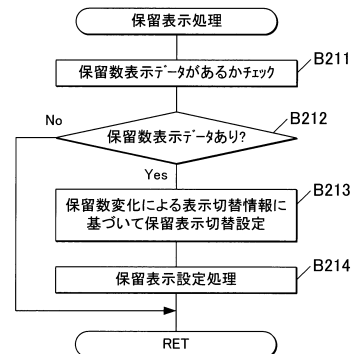 保留表示処理
保留数表示ﾃﾞｰﾀがあるかﾁｪｯｸ
B211
保留数表示ﾃﾞｰﾀあり?
B212
No
Yes
保留数変化による表示切替情報に
基づいて保留表示切替設定
B213
保留表示設定処理
B214
RET